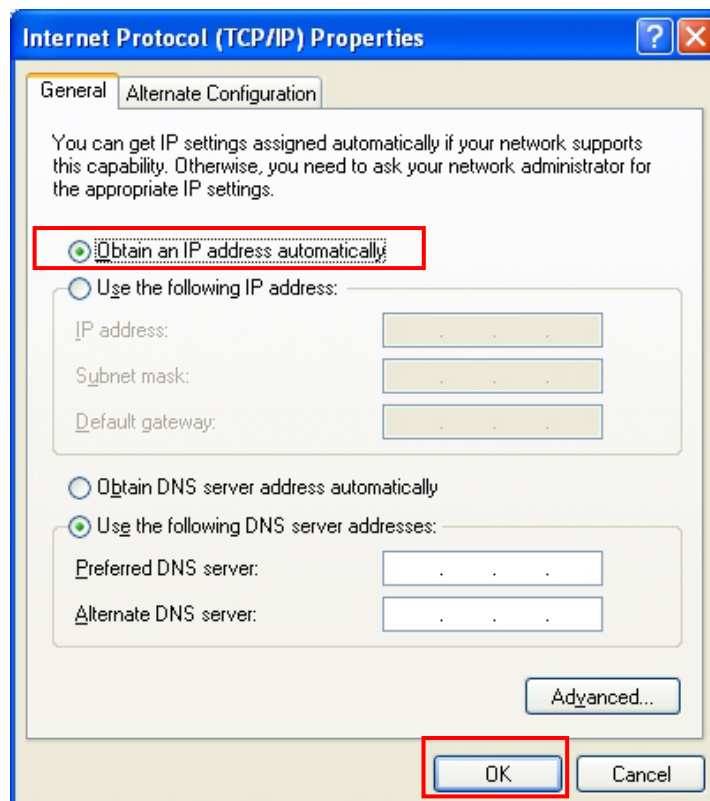 Internet Protocol (TCP/IP) Properties
General
Alternate Configuration
You can get IP settings assigned automatically if your network supports
this capability. Otherwise, you need to ask your network administrator for
the appropriate IP settings.
Obtain an IP address automatically
Use the following IP address:
IP address:
Subnet mask:
Default gateway:
Obtain DNS server address automatically
Use the following DNS server addresses:
Preferred DNS server:
Alternate DNS server:
Advanced...
OK
Cancel